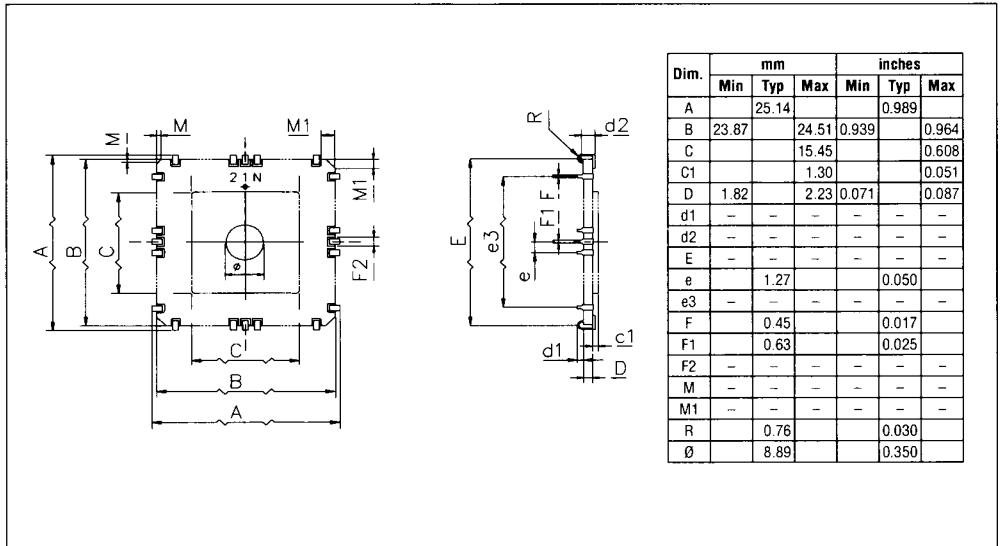 M
M
M1
21N
M1
A
B
C
ø
F2
C
B
A
R
d2
F
F1
E
e3
e
d1
c1
D
Dim. mm inches
Min Typ Max Min Typ Max
A 25.14 0.989
B 23.87 24.51 0.939 0.964
C 15.45 0.608
C1 1.30 0.051
D 1.82 2.23 0.071 0.087
d1 – – – – – –
d2 – – – – – –
E – – – – – –
e 1.27 0.050
e3 – – – – – –
F 0.45 0.017
F1 0.63 0.025
F2 – – – – – –
M – – – – – –
M1 – – – – – –
R 0.76 0.030
Ø 8.89 0.350